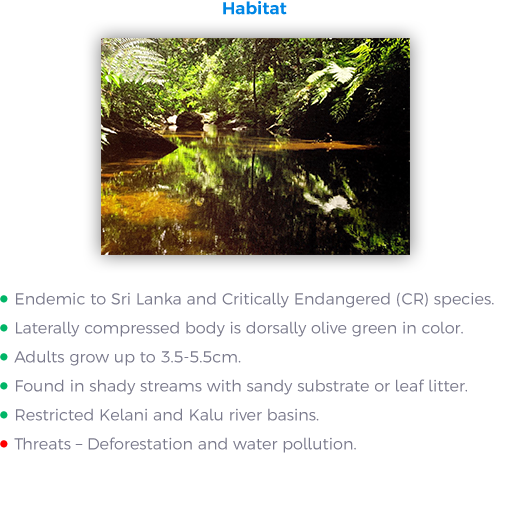 Habitat
Endemic to Sri Lanka and Critically Endangered (CR) species.
Laterally compressed body is dorsally olive green in color.
Adults grow up to 3.5-5.5cm.
Found in shady streams with sandy substrate or leaf litter.
Restricted Kelani and Kalu river basins.
Threats – Deforestation and water pollution.